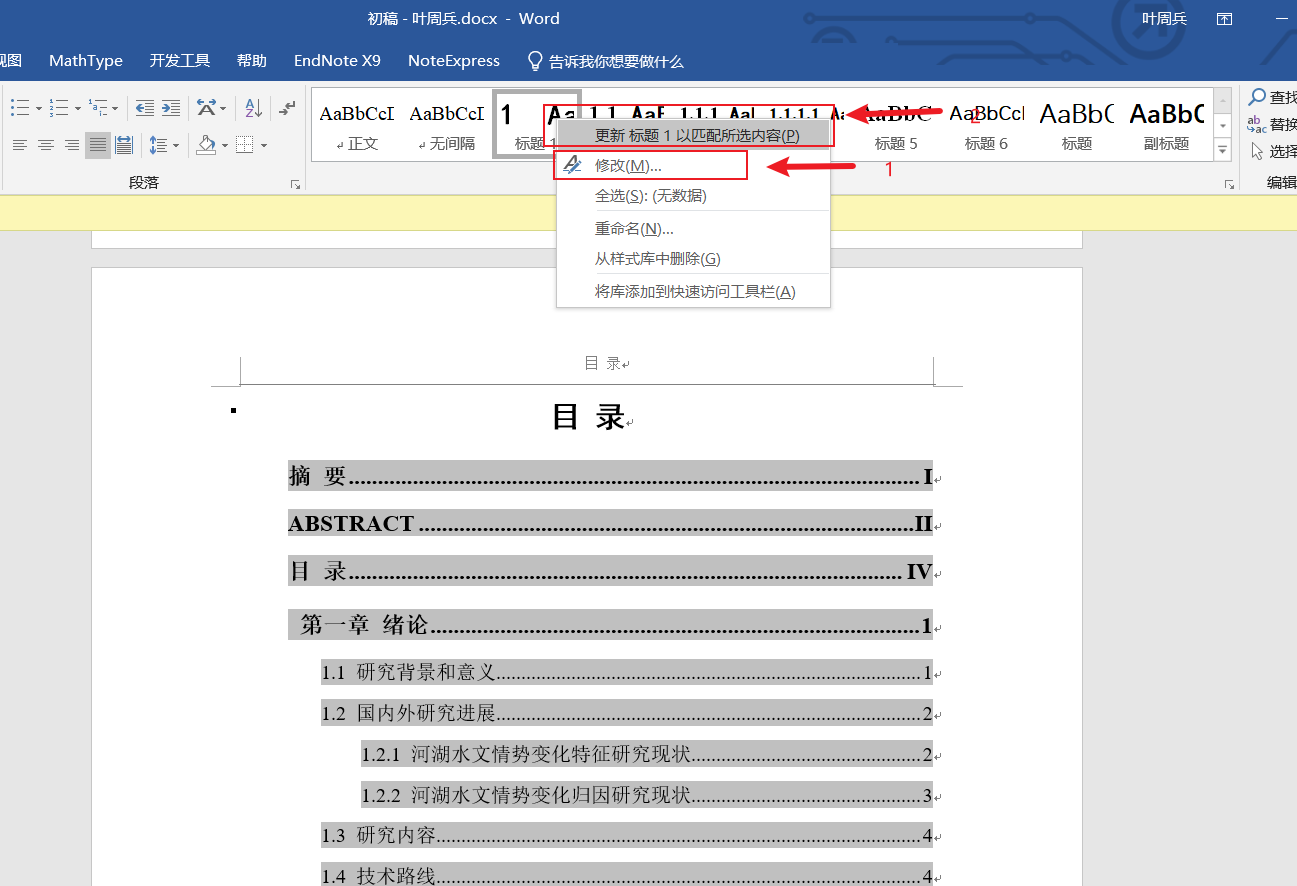 初稿 - 叶周兵.docx - Word 叶周兵
视图 MathType 开发工具 帮助 EndNote X9 NoteExpress 告诉我你想要做什么
AaBbCcI AaBbCcI 1 Aa 1.1 AaE 1.1.1 AaI 1.1.1.1 Aa AaBbC AaBbCcI AaBbC AaBbC 2 查找
更新 标题 1 以匹配所选内容(P) 替换
正文 无间隔 标题 1 标题 5 标题 6 标题 副标题
修改(M)... 1 选择
段落 编辑
全选(S): (无数据)
重命名(N)...
从样式库中删除(G)
将库添加到快速访问工具栏(A)
目 录
目 录
摘 要 I
ABSTRACT II
目 录 IV
第一章 绪论 1
1.1 研究背景和意义 1
1.2 国内外研究进展 2
1.2.1 河湖水文情势变化特征研究现状 2
1.2.2 河湖水文情势变化归因研究现状 3
1.3 研究内容 4
1.4 技术路线 4